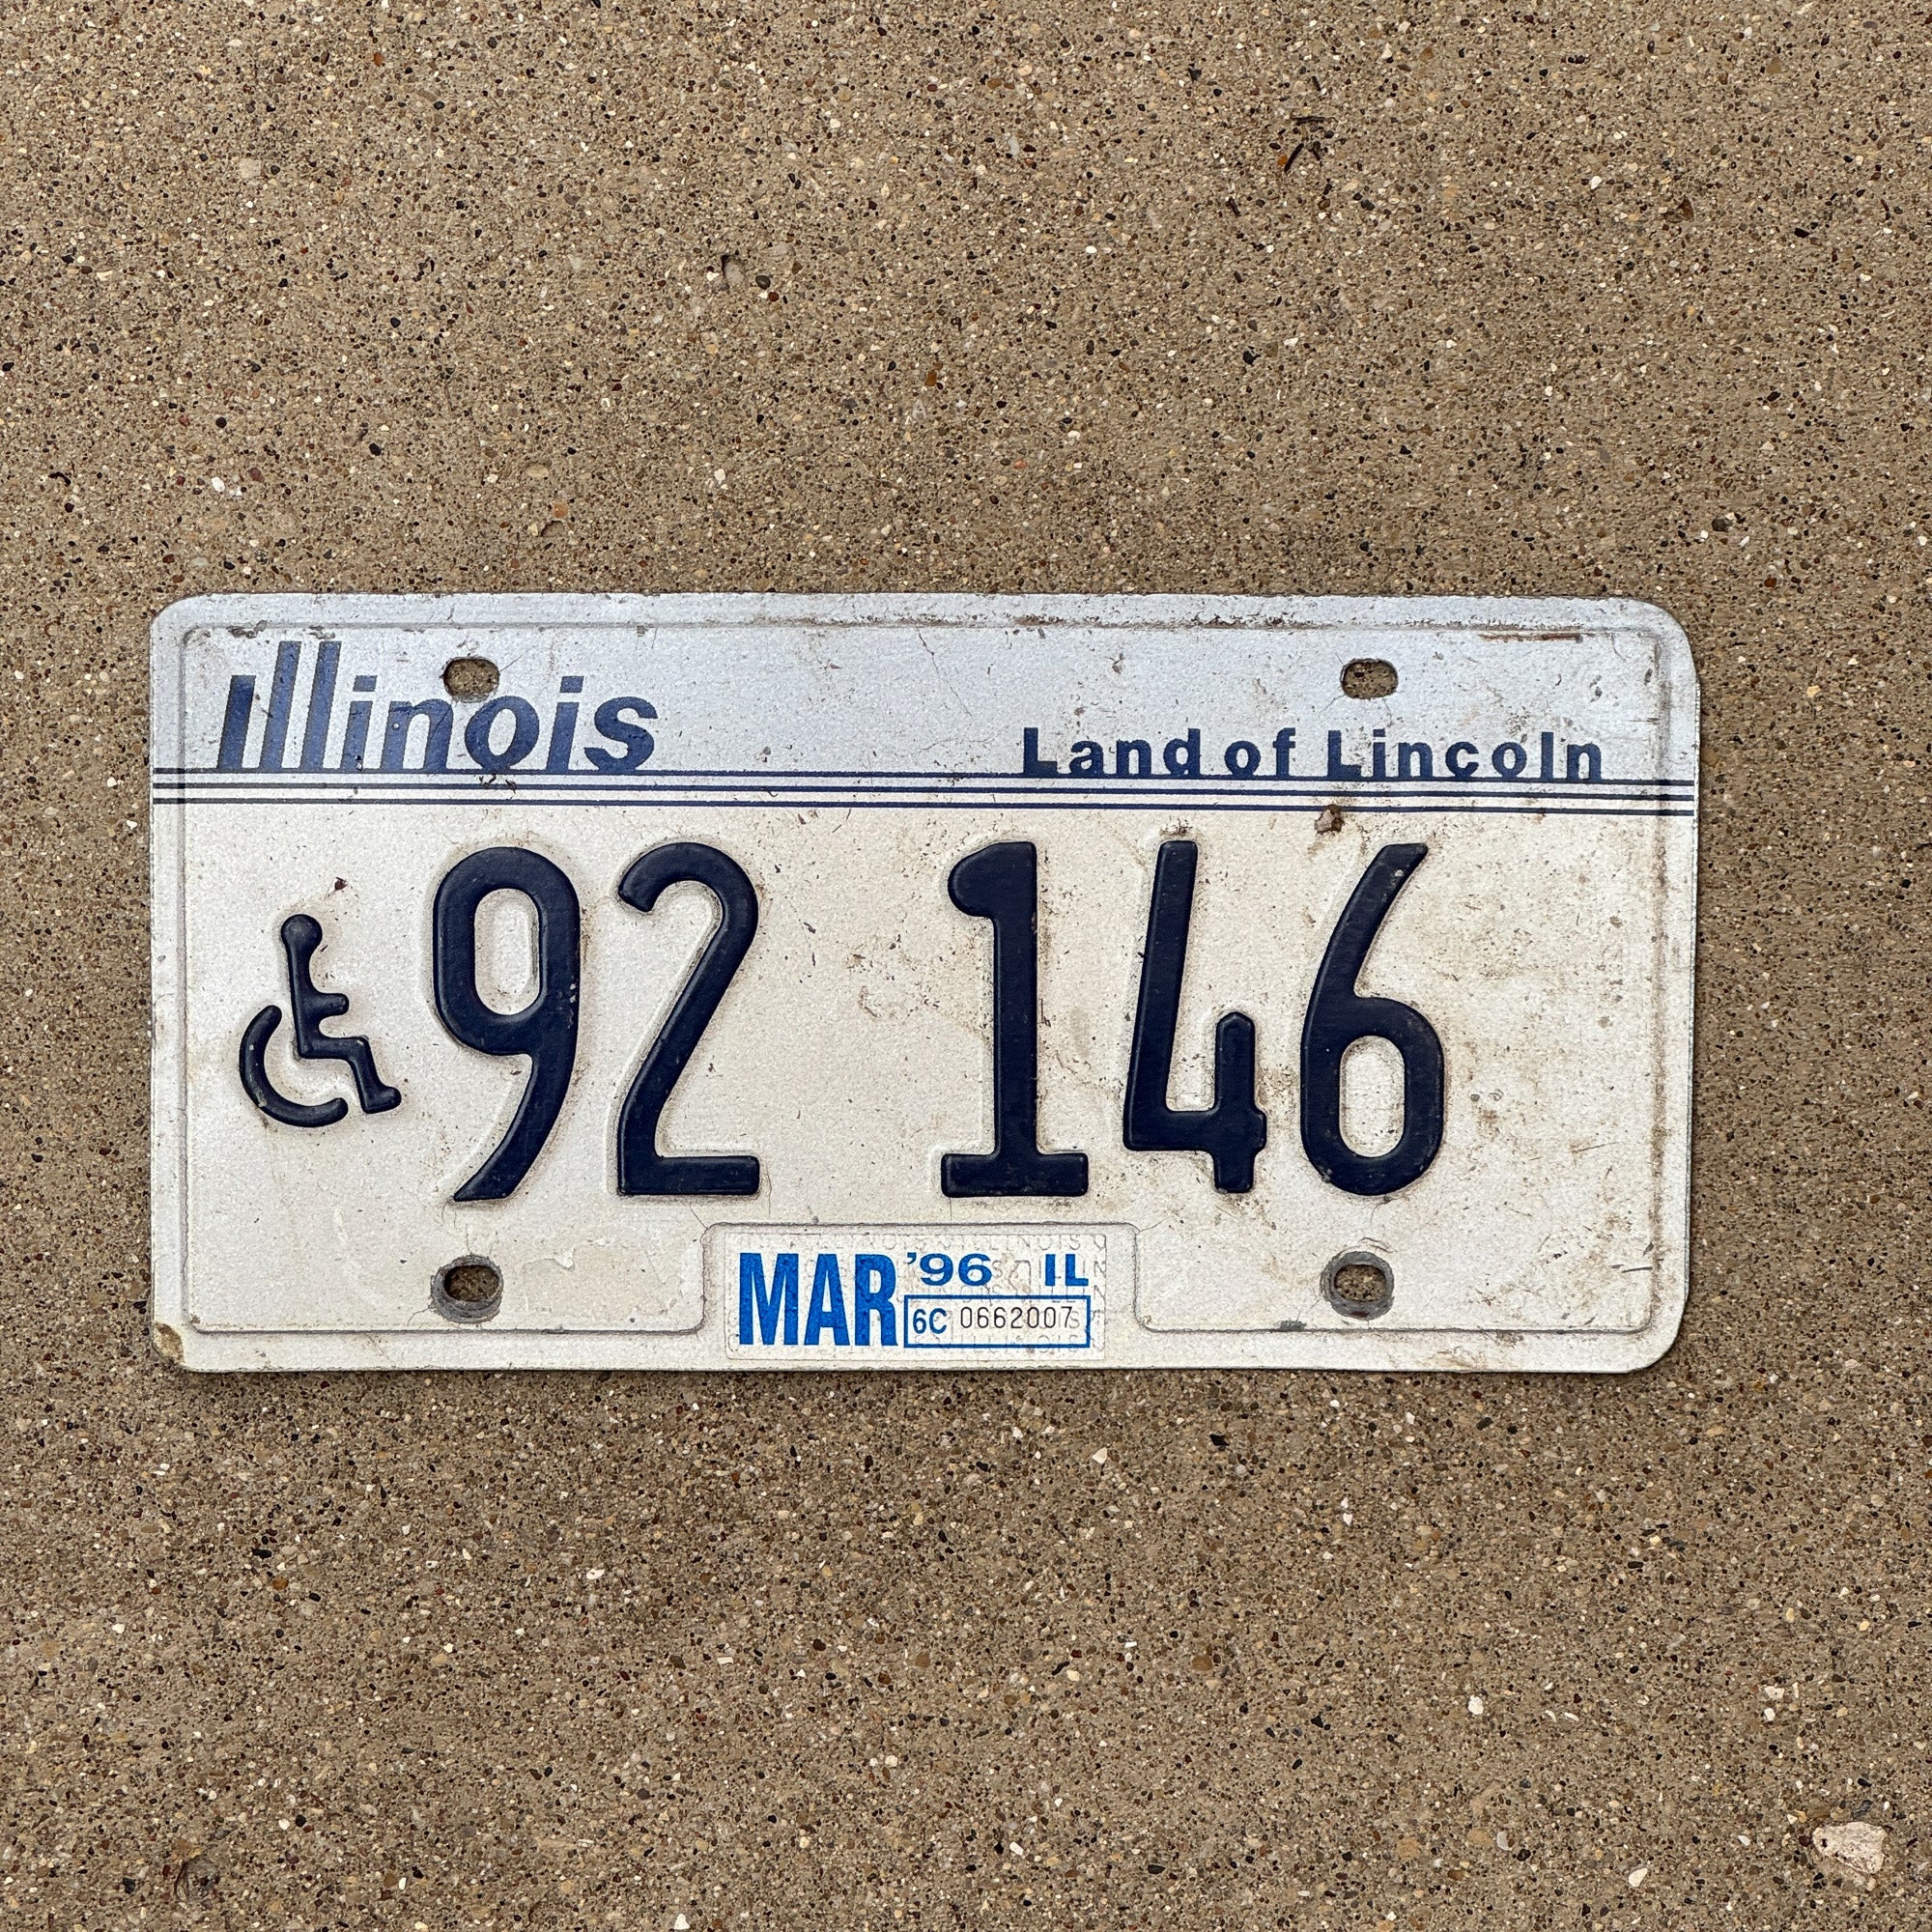 Illinois
Land of Lincoln
92 146
MAR '96 IL
6C 0662007